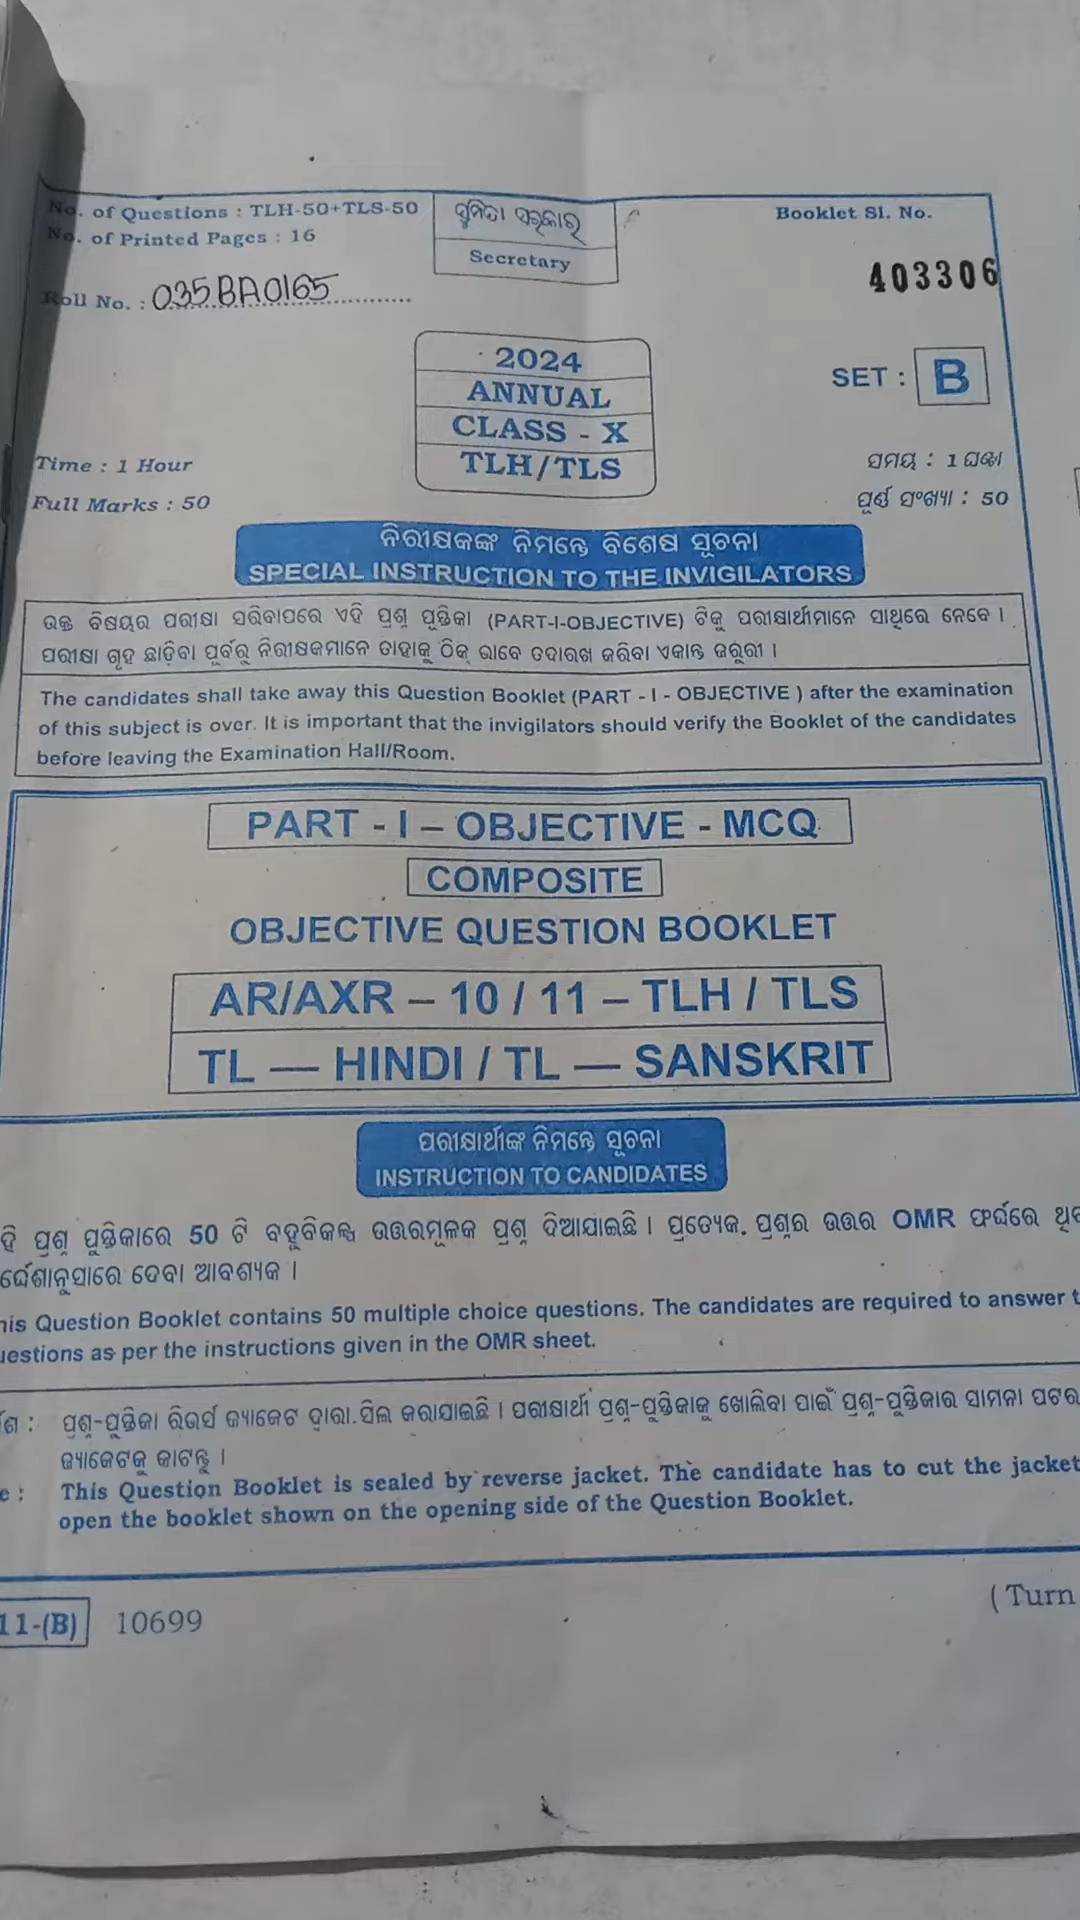 No. of Questions : TLH-50+TLS-50
No. of Printed Pages : 16
Roll No. : 035BA0165
ସୁମିତା ସରକାର
Secretary
Booklet Sl. No.
403306
2024
ANNUAL
CLASS - X
TLH/TLS
SET : B
Time : 1 Hour
Full Marks : 50
ସମୟ : 1 ଘଣ୍ଟା
ପୂର୍ଣ୍ଣ ସଂଖ୍ୟା : 50
ନିରୀକ୍ଷକଙ୍କ ନିମନ୍ତେ ବିଶେଷ ସୂଚନା
SPECIAL INSTRUCTION TO THE INVIGILATORS
ଉକ୍ତ ବିଷୟର ପରୀକ୍ଷା ସରିବାପରେ ଏହି ପ୍ରଶ୍ନ ପୁସ୍ତିକା (PART-I-OBJECTIVE) ଟିକୁ ପରୀକ୍ଷାର୍ଥୀମାନେ ସାଥିରେ ନେବେ ।
ପରୀକ୍ଷା ଗୃହ ଛାଡ଼ିବା ପୂର୍ବରୁ ନିରୀକ୍ଷକମାନେ ତାହାକୁ ଠିକ୍ ଭାବେ ତଦାରଖ କରିବା ଏକାନ୍ତ ଜରୁରୀ ।
The candidates shall take away this Question Booklet (PART - I - OBJECTIVE ) after the examination
of this subject is over. It is important that the invigilators should verify the Booklet of the candidates
before leaving the Examination Hall/Room.
PART - I – OBJECTIVE - MCQ
COMPOSITE
OBJECTIVE QUESTION BOOKLET
AR/AXR – 10 / 11 – TLH / TLS
TL — HINDI / TL — SANSKRIT
ପରୀକ୍ଷାର୍ଥୀଙ୍କ ନିମନ୍ତେ ସୂଚନା
INSTRUCTION TO CANDIDATES
ହି ପ୍ରଶ୍ନ ପୁସ୍ତିକାରେ 50 ଟି ବହୁବିକଳ୍ପ ଉତ୍ତରମୂଳକ ପ୍ରଶ୍ନ ଦିଆଯାଇଛି । ପ୍ରତ୍ୟେକ ପ୍ରଶ୍ନର ଉତ୍ତର OMR ଫର୍ଦ୍ଦରେ ଥିବ
ର୍ଦ୍ଦେଶାନୁସାରେ ଦେବା ଆବଶ୍ୟକ ।
his Question Booklet contains 50 multiple choice questions. The candidates are required to answer t
uestions as per the instructions given in the OMR sheet.
ପ୍ରଶ୍ନ-ପୁସ୍ତିକା ରିଭର୍ସ ଜ୍ୟାକେଟ ଦ୍ୱାରା ସିଲ କରାଯାଇଛି । ପରୀକ୍ଷାର୍ଥୀ ପ୍ରଶ୍ନ-ପୁସ୍ତିକାକୁ ଖୋଲିବା ପାଇଁ ପ୍ରଶ୍ନ-ପୁସ୍ତିକାର ସାମନା ପଟର
ଜ୍ୟାକେଟକୁ କାଟନ୍ତୁ ।
e : This Question Booklet is sealed by reverse jacket. The candidate has to cut the jacket
open the booklet shown on the opening side of the Question Booklet.
11-(B) 10699
( Turn